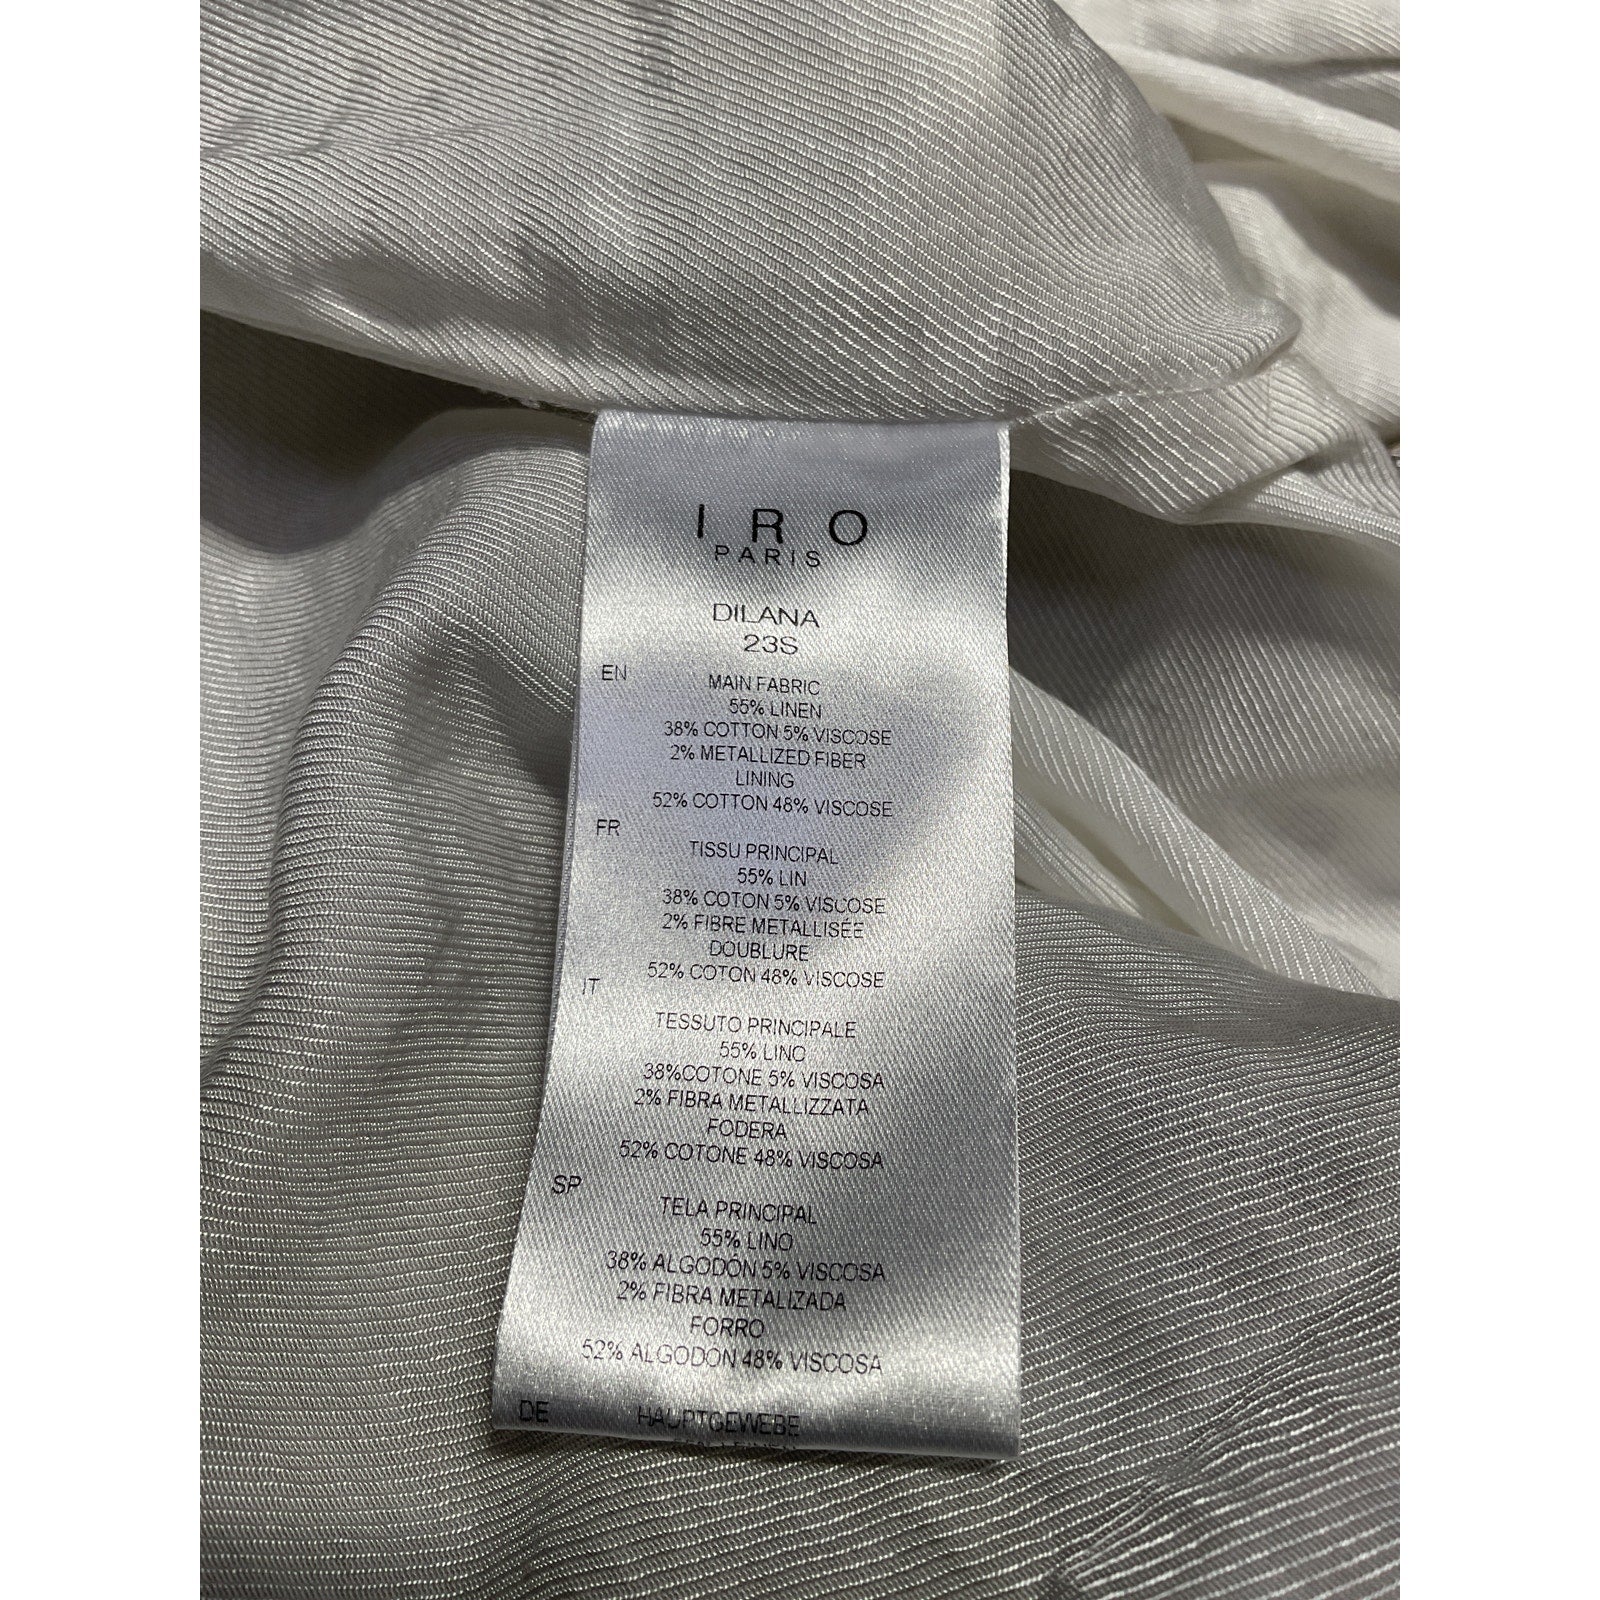 IRO
PARIS
DILANA
23S
EN
MAIN FABRIC
55% LINEN
38% COTTON 5% VISCOSE
2% METALLIZED FIBER
LINING
52% COTTON 48% VISCOSE
FR
TISSU PRINCIPAL
55% LIN
38% COTON 5% VISCOSE
2% FIBRE METALLISÉE
DOUBLURE
52% COTON 48% VISCOSE
IT
TESSUTO PRINCIPALE
55% LINO
38%COTONE 5% VISCOSA
2% FIBRA METALLIZZATA
FODERA
52% COTONE 48% VISCOSA
SP
TELA PRINCIPAL
55% LINO
38% ALGODÓN 5% VISCOSA
2% FIBRA METALIZADA
FORRO
52% ALGODÓN 48% VISCOSA
DE
HAUPTGEWEBE